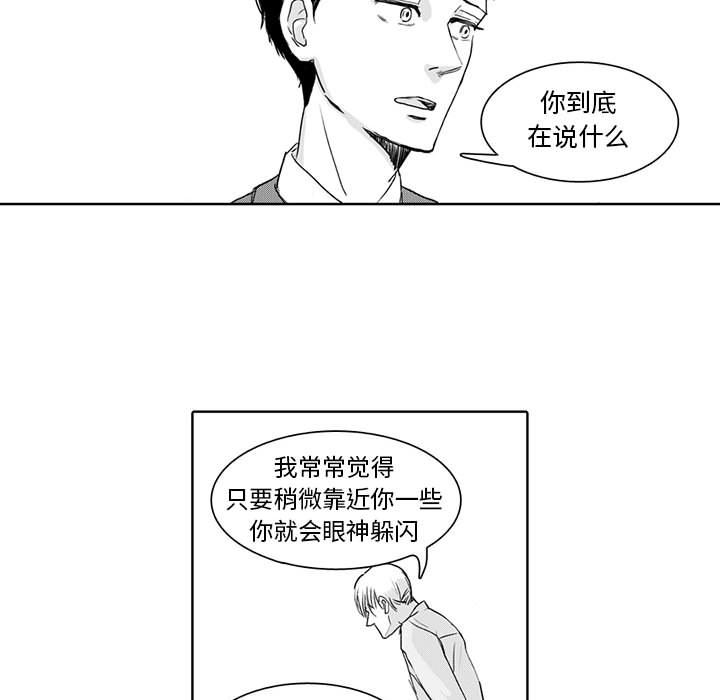 你到底
在说什么
我常常觉得
只要稍微靠近你一些
你就会眼神躲闪